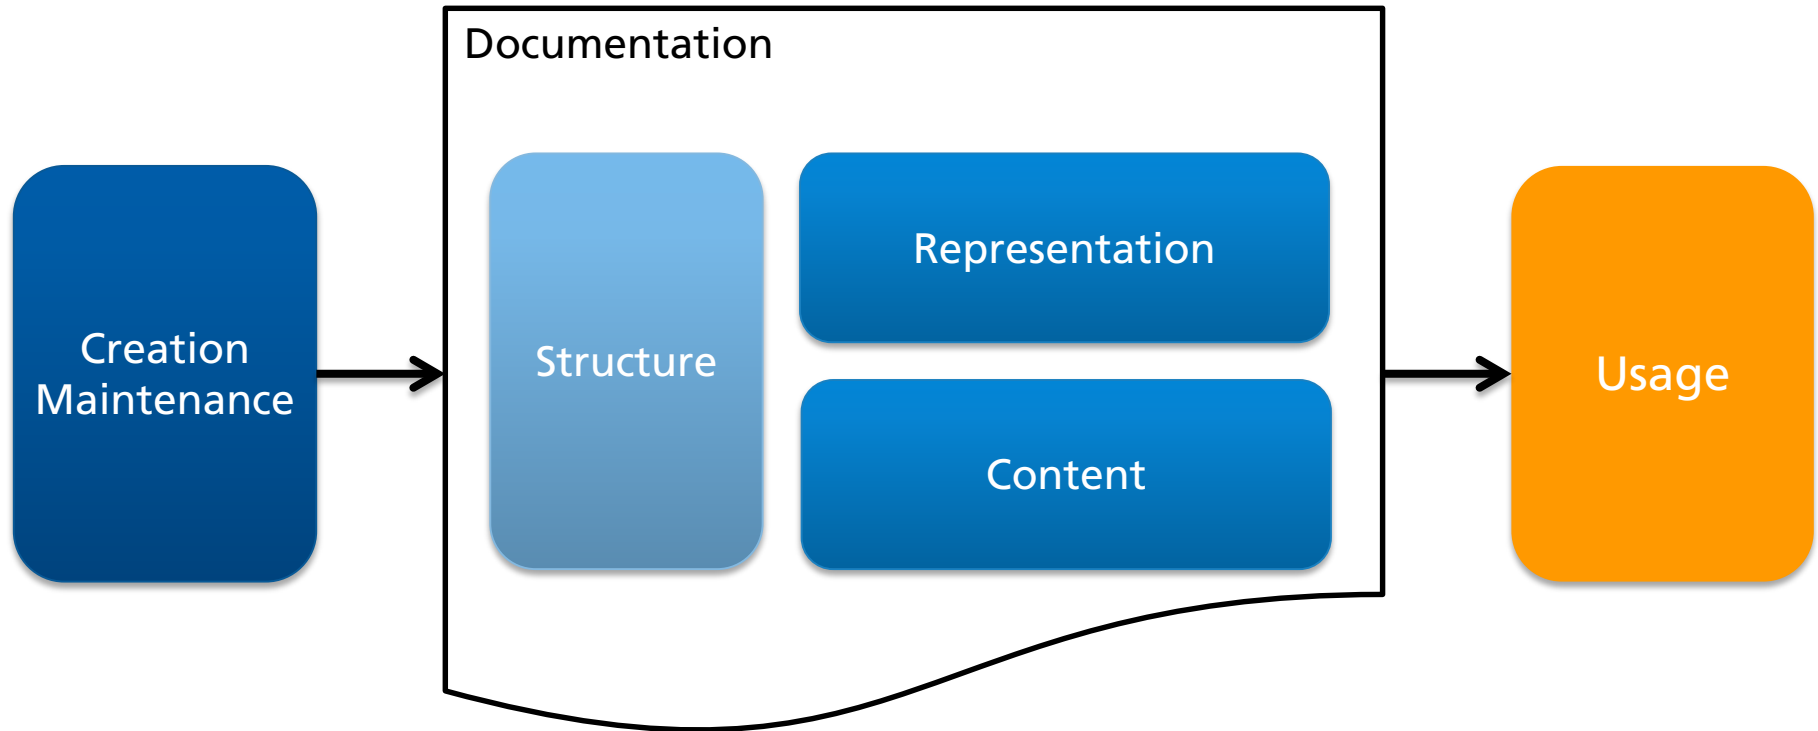 Documentation
Creation
Maintenance
Structure
Representation
Content
Usage